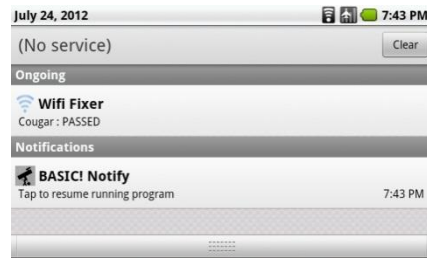 July 24, 2012 7:43 PM
(No service) Clear
Ongoing
Wifi Fixer
Cougar : PASSED
Notifications
BASIC! Notify
Tap to resume running program 7:43 PM